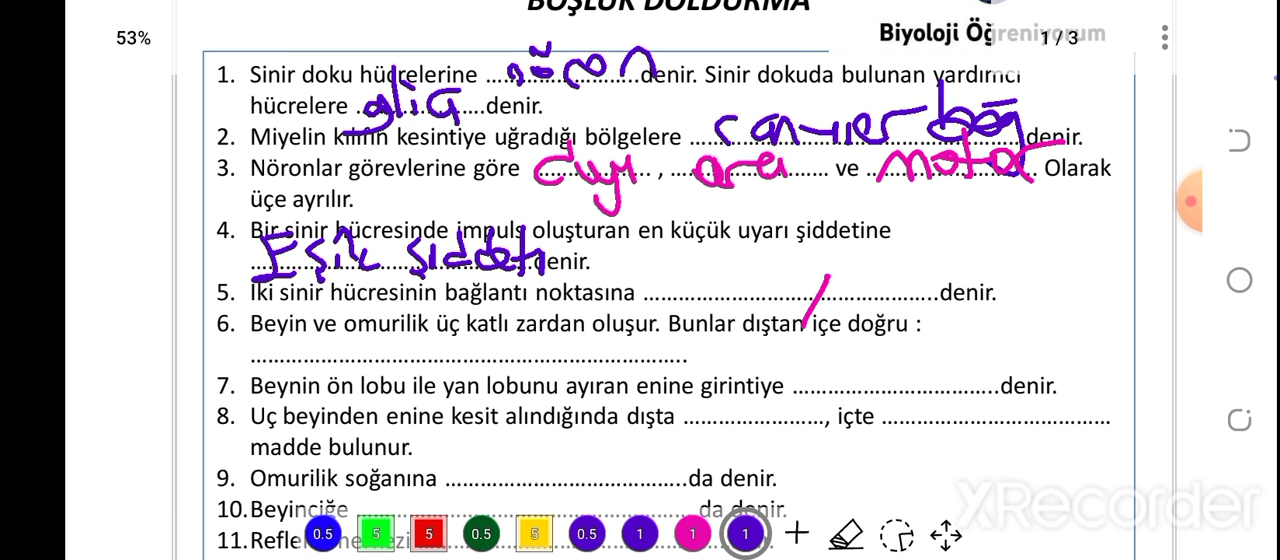 BOŞLUK DOLDURMA
53%
Biyoloji Öğreniyorum
1 / 3
1. Sinir doku hücrelerine ...nöron...denir. Sinir dokuda bulunan yardımcı
hücrelere ...glia...denir.
2. Miyelin kılıfın kesintiye uğradığı bölgelere ...ranvier boğ...denir.
3. Nöronlar görevlerine göre ...duyu..., ...ara... ve ...motor... Olarak
üçe ayrılır.
4. Bir sinir hücresinde impuls oluşturan en küçük uyarı şiddetine
...Eşik şiddeti...denir.
5. İki sinir hücresinin bağlantı noktasına ...............denir.
6. Beyin ve omurilik üç katlı zardan oluşur. Bunlar dıştan içe doğru :
...............
7. Beynin ön lobu ile yan lobunu ayıran enine girintiye ...............denir.
8. Uç beyinden enine kesit alındığında dışta ..............., içte ...............
madde bulunur.
9. Omurilik soğanına ...............da denir.
10. Beyinciğe ............... da denir.
11.
0.5 5 5 0.5 5 0.5 1 1 1
XRecorder